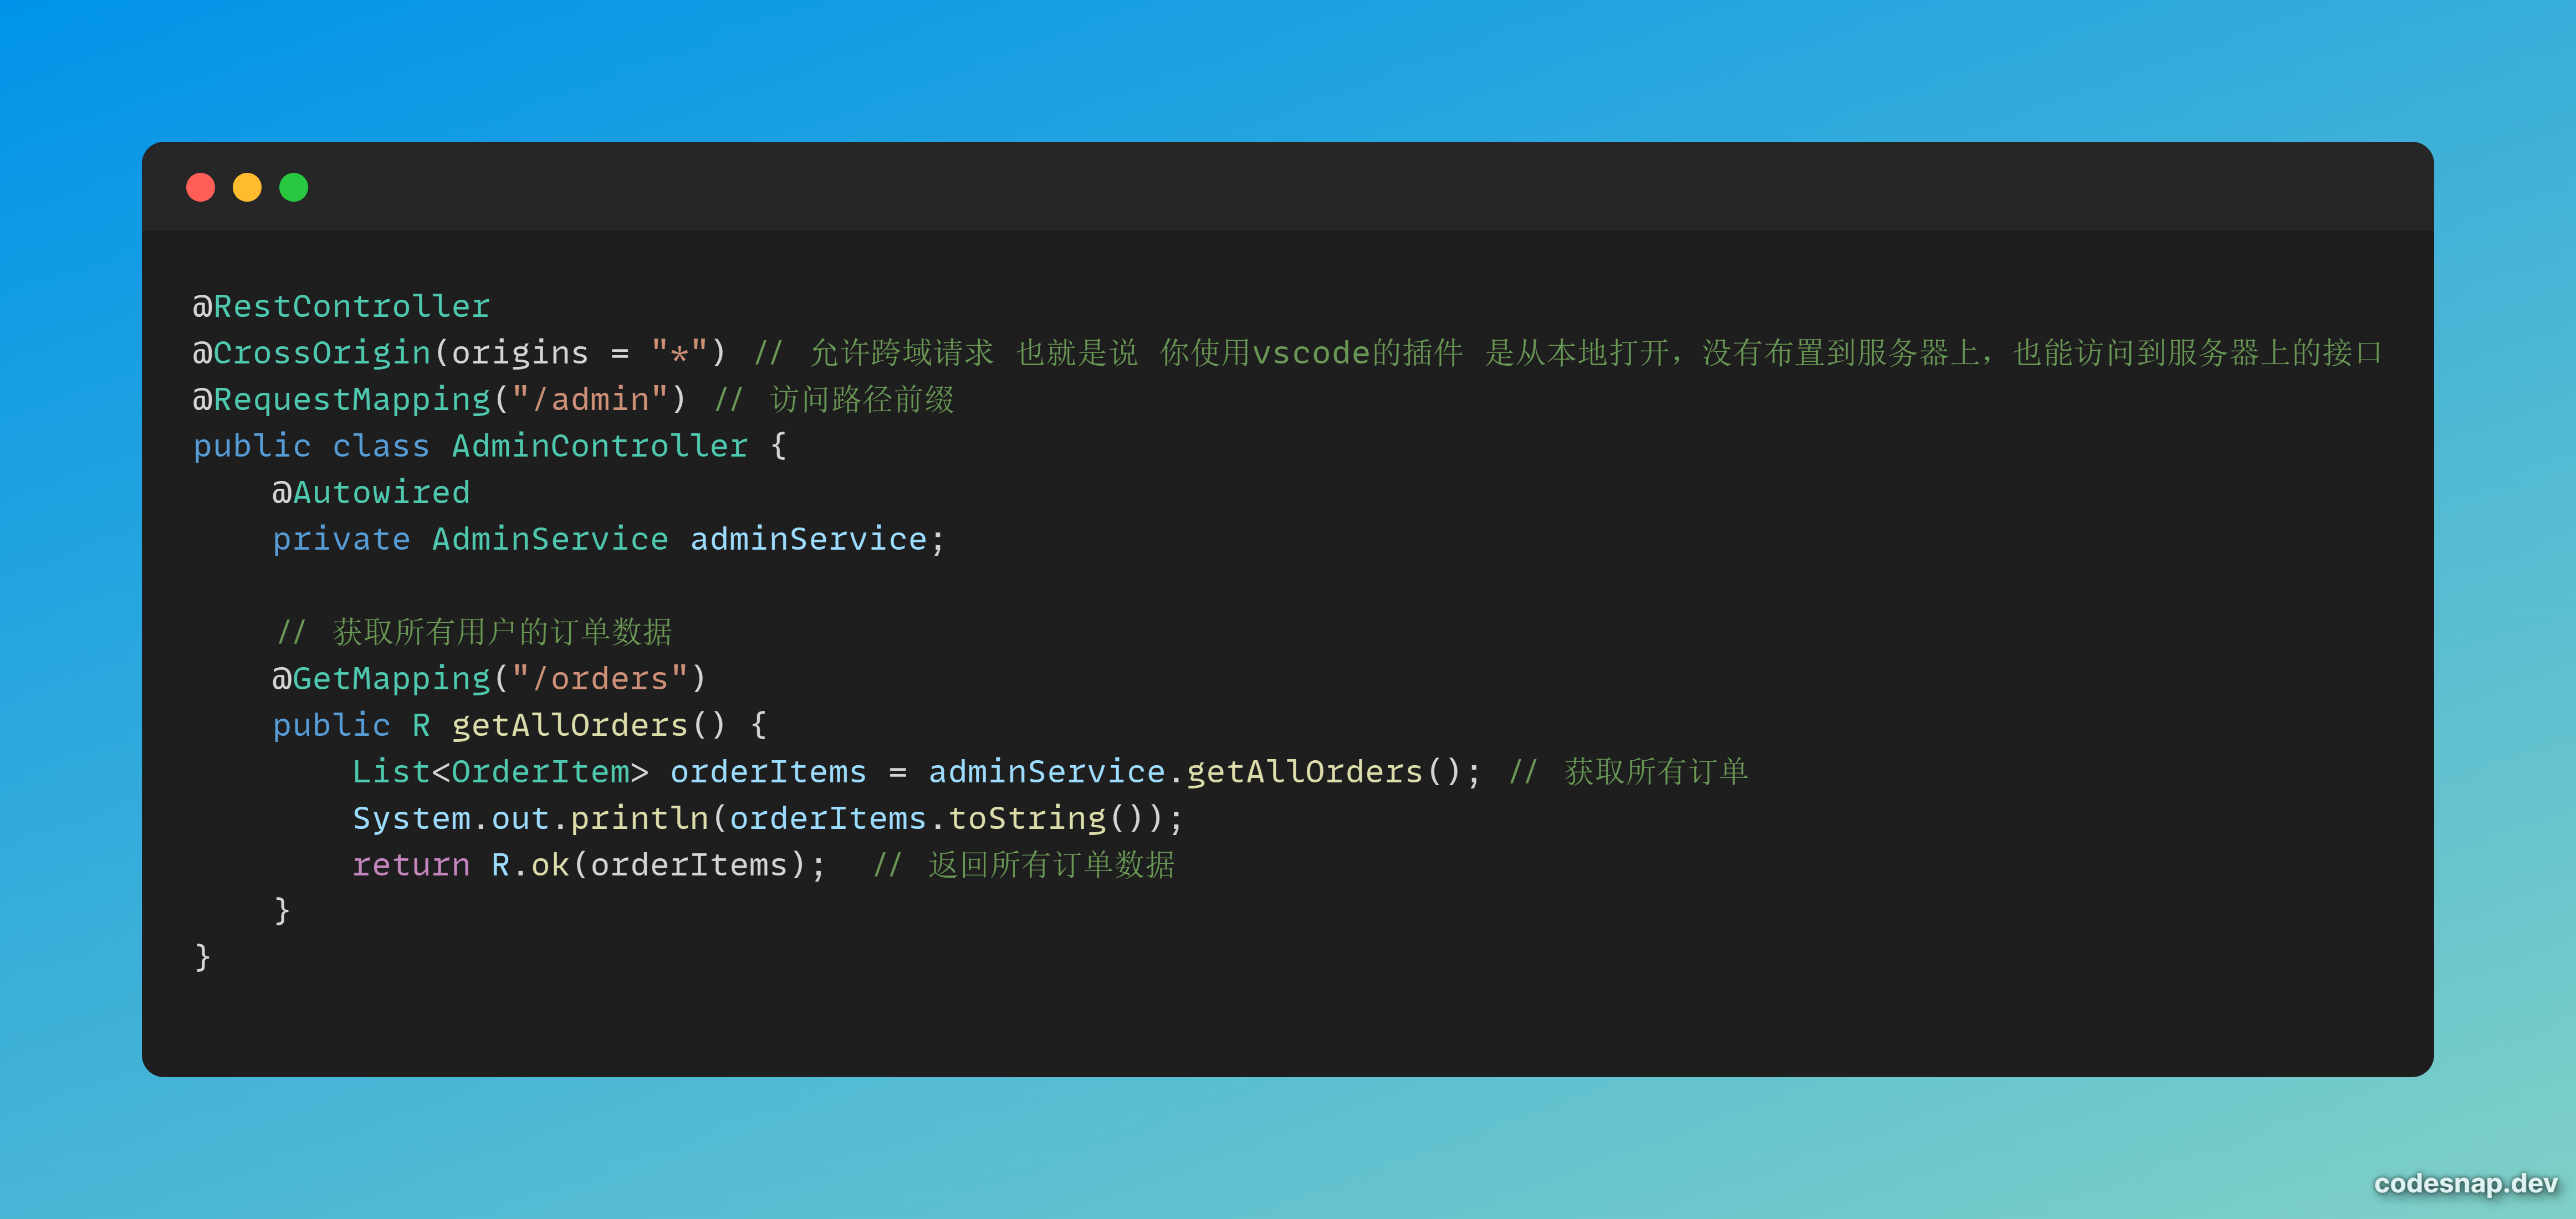 @RestController
@CrossOrigin(origins = "*") // 允许跨域请求 也就是说 你使用vscode的插件 是从本地打开，没有布置到服务器上，也能访问到服务器上的接口
@RequestMapping("/admin") // 访问路径前缀
public class AdminController {
    @Autowired
    private AdminService adminService;

    // 获取所有用户的订单数据
    @GetMapping("/orders")
    public R getAllOrders() {
        List<OrderItem> orderItems = adminService.getAllOrders(); // 获取所有订单
        System.out.println(orderItems.toString());
        return R.ok(orderItems);  // 返回所有订单数据
    }
}
codesnap.dev